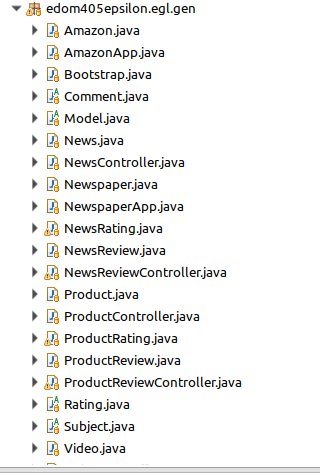 edom405epsilon.egl.gen
Amazon.java
AmazonApp.java
Bootstrap.java
Comment.java
Model.java
News.java
NewsController.java
Newspaper.java
NewspaperApp.java
NewsRating.java
NewsReview.java
NewsReviewController.java
Product.java
ProductController.java
ProductRating.java
ProductReview.java
ProductReviewController.java
Rating.java
Subject.java
Video.java